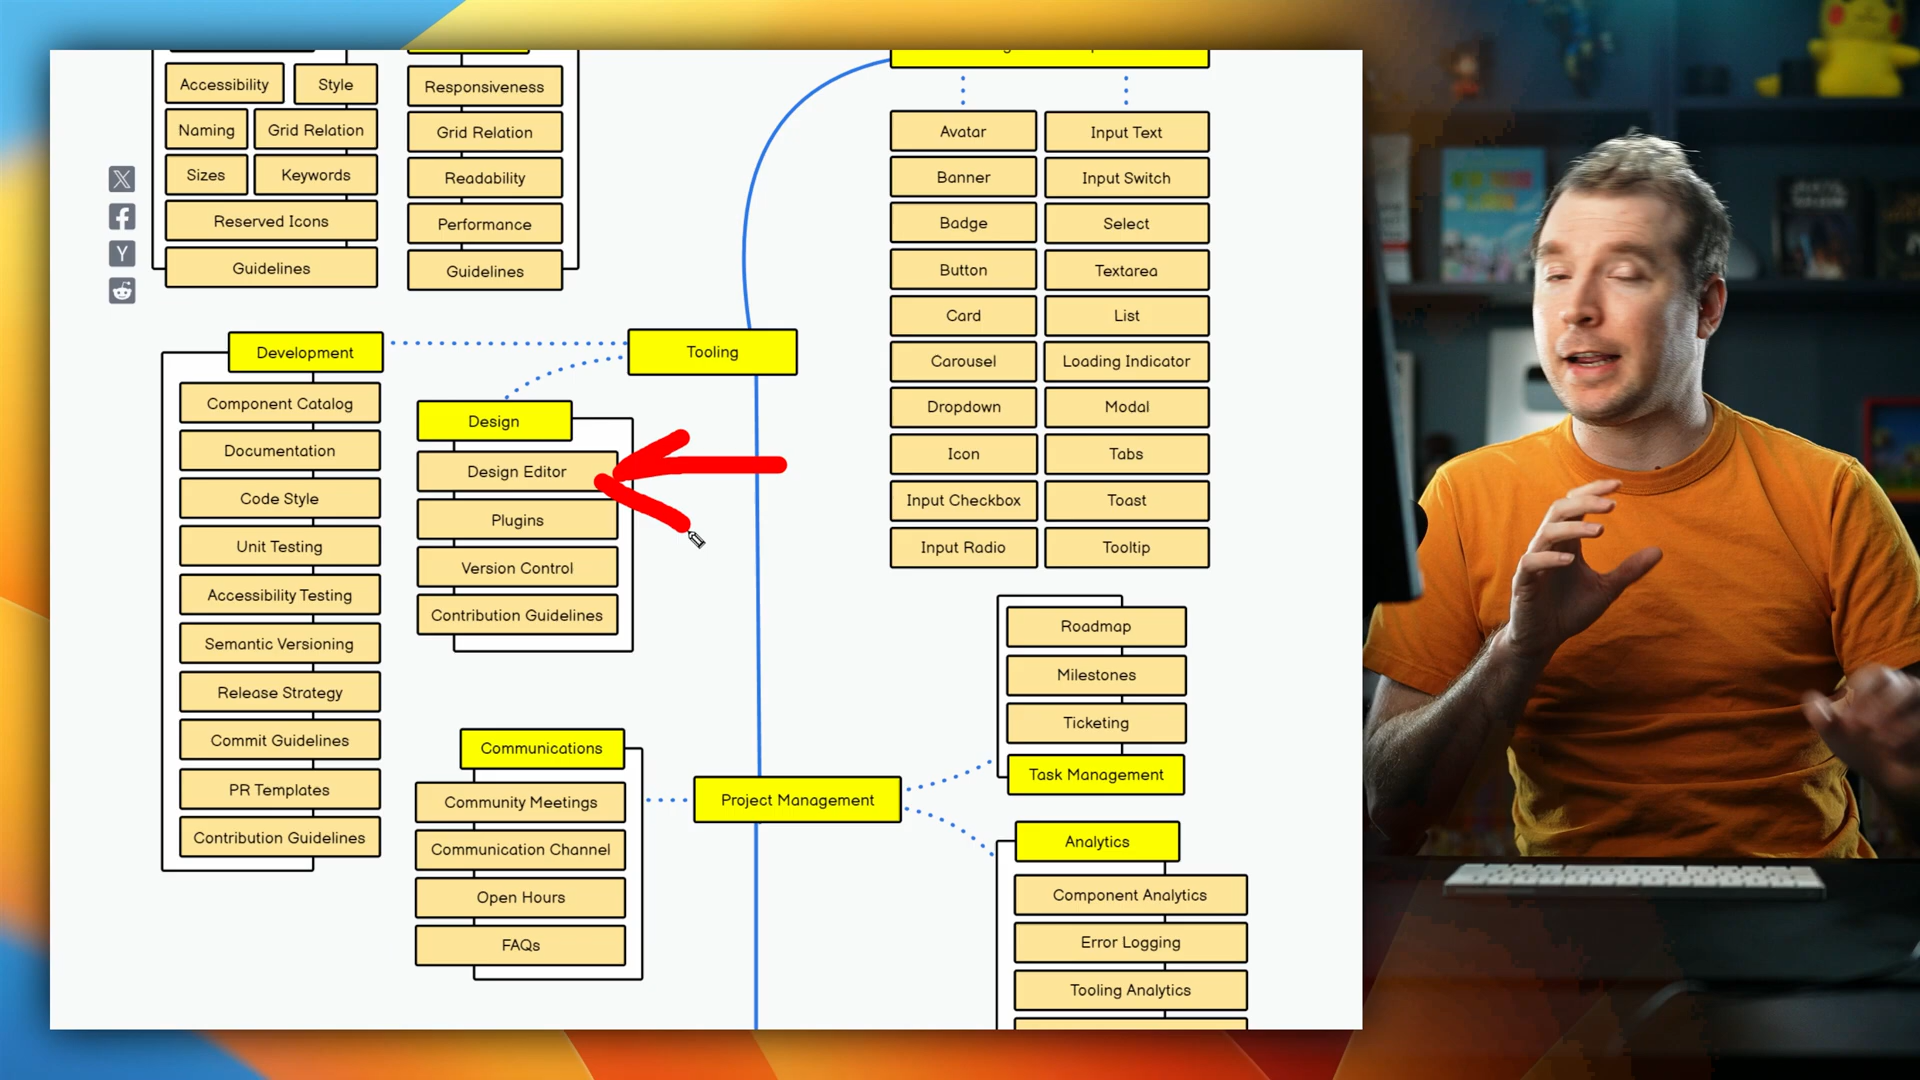 Accessibility
Style
Naming
Grid Relation
Sizes
Keywords
Reserved Icons
Guidelines
Responsiveness
Grid Relation
Readability
Performance
Guidelines
Avatar
Input Text
Banner
Input Switch
Badge
Select
Button
Textarea
Card
List
Carousel
Loading Indicator
Dropdown
Modal
Icon
Tabs
Input Checkbox
Toast
Input Radio
Tooltip
Tooling
Development
Component Catalog
Documentation
Code Style
Unit Testing
Accessibility Testing
Semantic Versioning
Release Strategy
Commit Guidelines
PR Templates
Contribution Guidelines
Design
Design Editor
Plugins
Version Control
Contribution Guidelines
Communications
Community Meetings
Communication Channel
Open Hours
FAQs
Project Management
Roadmap
Milestones
Ticketing
Task Management
Analytics
Component Analytics
Error Logging
Tooling Analytics